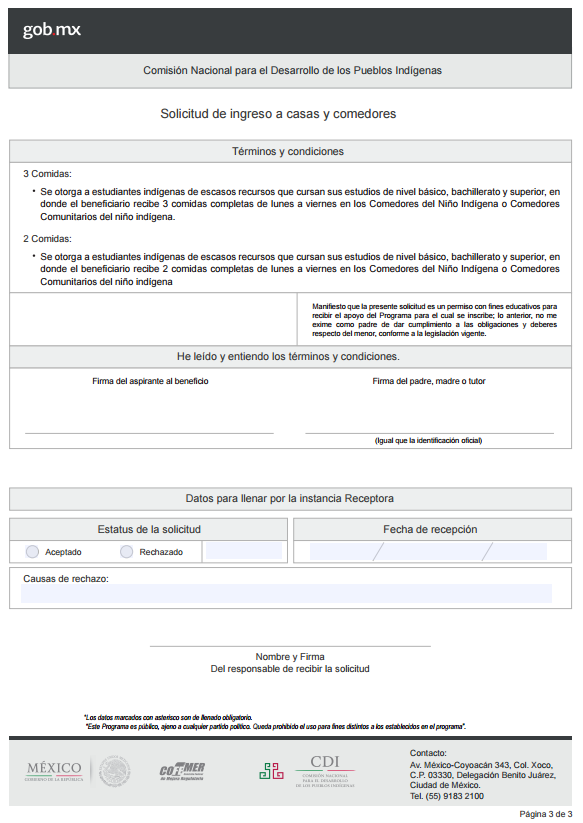 gob.mx
Comisión Nacional para el Desarrollo de los Pueblos Indígenas
Solicitud de ingreso a casas y comedores
Términos y condiciones
3 Comidas:
• Se otorga a estudiantes indígenas de escasos recursos que cursan sus estudios de nivel básico, bachillerato y superior, en
donde el beneficiario recibe 3 comidas completas de lunes a viernes en los Comedores del Niño Indígena o Comedores
Comunitarios del niño indígena.
2 Comidas:
• Se otorga a estudiantes indígenas de escasos recursos que cursan sus estudios de nivel básico, bachillerato y superior, en
donde el beneficiario recibe 2 comidas completas de lunes a viernes en los Comedores del Niño Indígena o Comedores
Comunitarios del niño indígena
Manifiesto que la presente solicitud es un permiso con fines educativos para
recibir el apoyo del Programa para el cual se inscribe; lo anterior, no me
exime como padre de dar cumplimiento a las obligaciones y deberes
respecto del menor, conforme a la legislación vigente.
He leído y entiendo los términos y condiciones.
Firma del aspirante al beneficio
Firma del padre, madre o tutor
(Igual que la identificación oficial)
Datos para llenar por la instancia Receptora
Estatus de la solicitud
Fecha de recepción
Aceptado
Rechazado
Causas de rechazo:
Nombre y Firma
Del responsable de recibir la solicitud
*Los datos marcados con asterisco son de llenado obligatorio.
"Este Programa es público, ajeno a cualquier partido político. Queda prohibido el uso para fines distintos a los establecidos en el programa".
MÉXICO
GOBIERNO DE LA REPÚBLICA
COFEMER
CDI
COMISIÓN NACIONAL
PARA EL DESARROLLO
DE LOS PUEBLOS INDÍGENAS
Contacto:
Av. México-Coyoacán 343, Col. Xoco,
C.P. 03330, Delegación Benito Juárez,
Ciudad de México.
Tel. (55) 9183 2100
Página 3 de 3